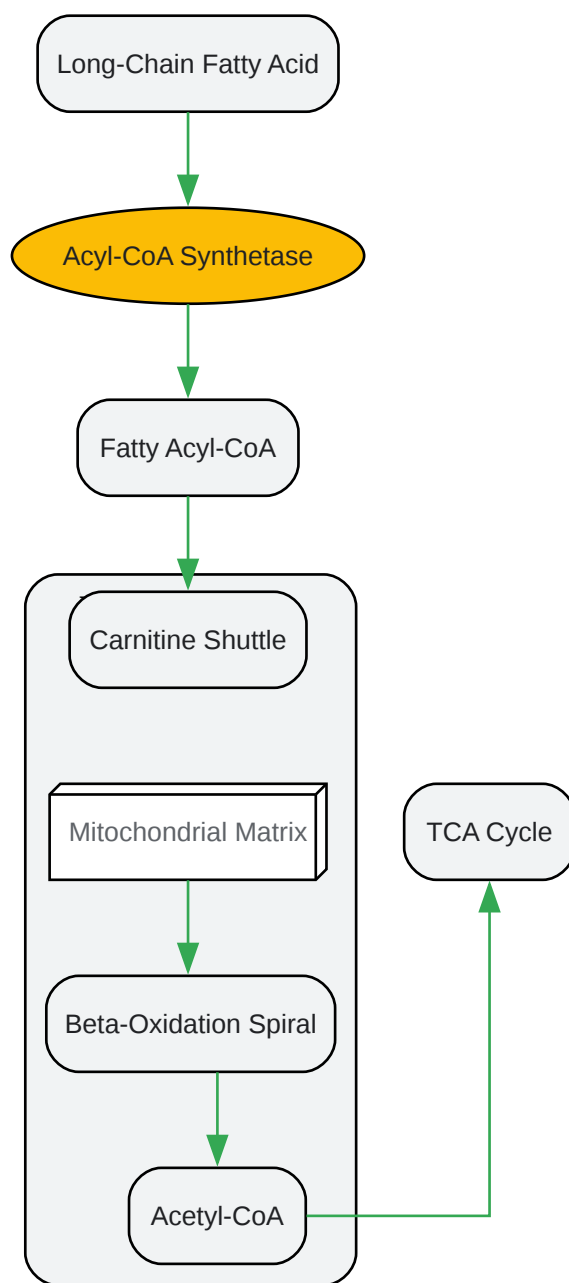 Long-Chain Fatty Acid
Acyl-CoA Synthetase
Fatty Acyl-CoA
Carnitine Shuttle
Mitochondrial Matrix
TCA Cycle
Beta-Oxidation Spiral
Acetyl-CoA